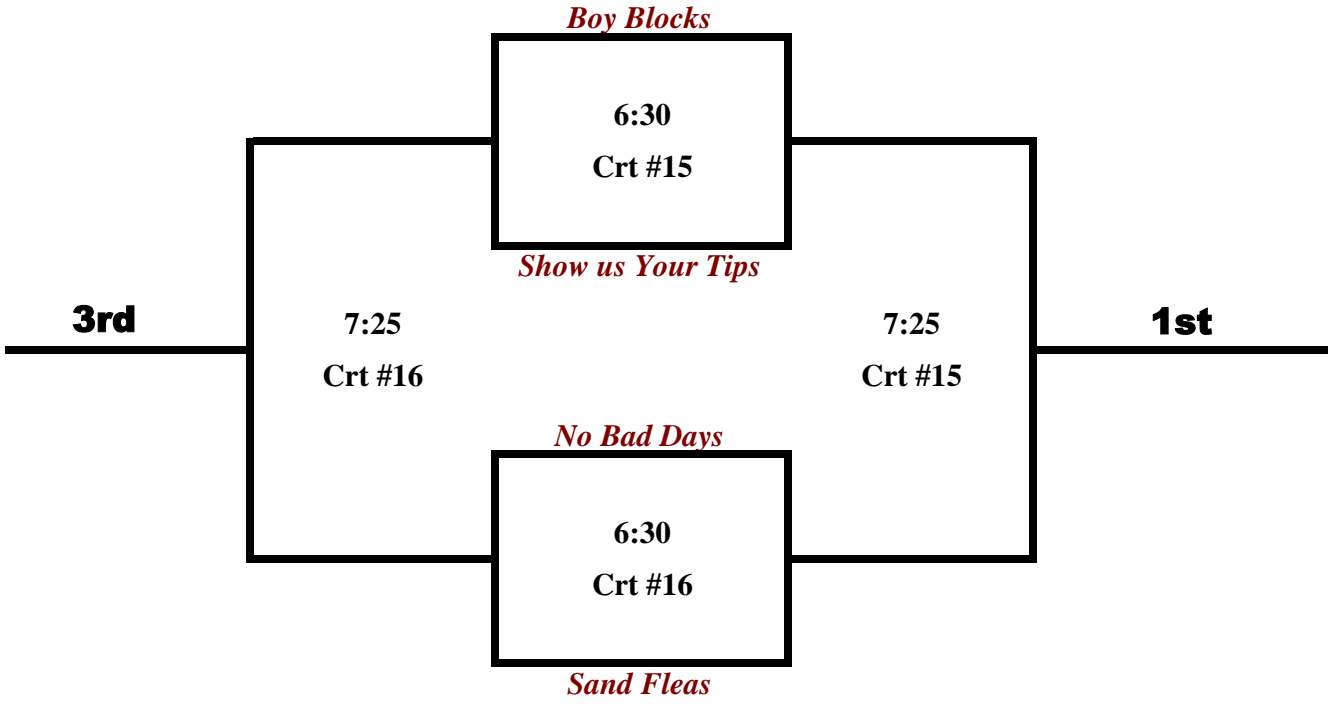 Boy Blocks
6:30
Crt #15
Show us Your Tips
3rd
7:25
Crt #16
7:25
Crt #15
1st
No Bad Days
6:30
Crt #16
Sand Fleas